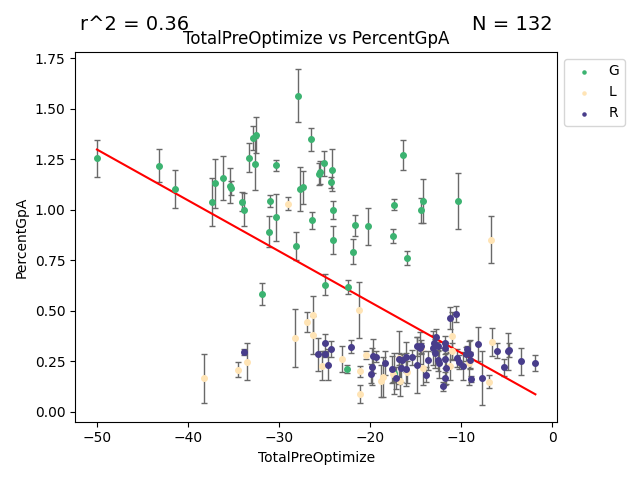 r^2 = 0.36
N = 132
TotalPreOptimize vs PercentGpA
1.75
1.50
1.25
1.00
0.75
0.50
0.25
0.00
PercentGpA
−50
−40
−30
−20
−10
0
TotalPreOptimize
G
L
R